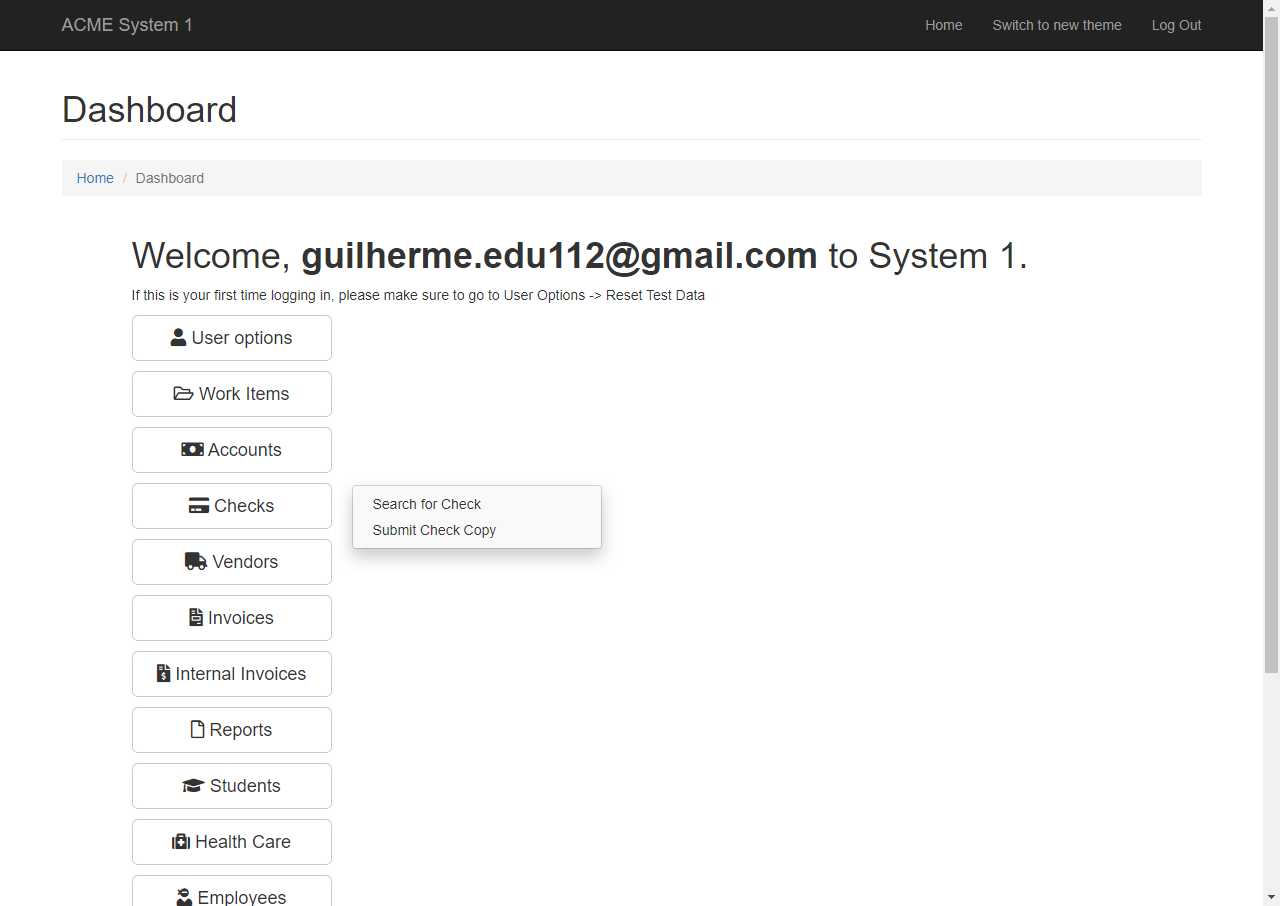 ACME System 1
Home
Switch to new theme
Log Out
Dashboard
Home / Dashboard
Welcome, guilherme.edu112@gmail.com to System 1.
If this is your first time logging in, please make sure to go to User Options -> Reset Test Data
User options
Work Items
Accounts
Checks
Search for Check
Submit Check Copy
Vendors
Invoices
Internal Invoices
Reports
Students
Health Care
Employees